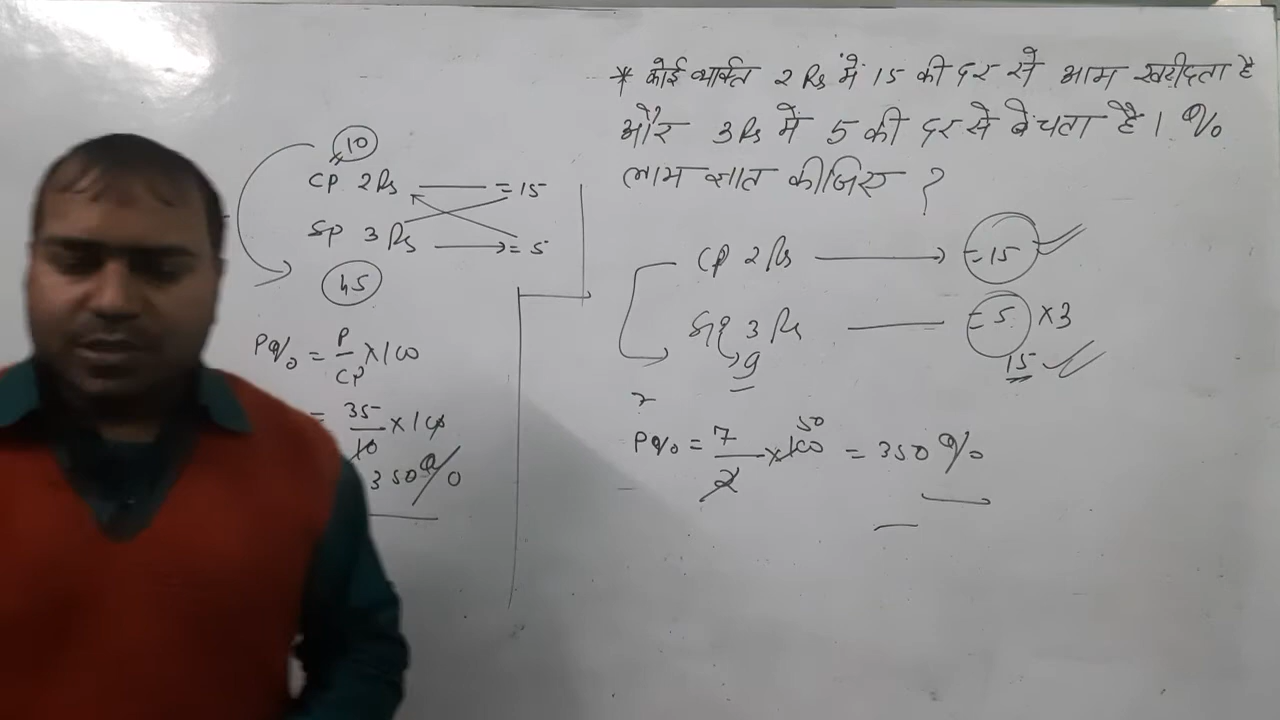 * कोई व्यक्ति 2 Rs में 15 की दर से आम खरीदता है
और 3 Rs में 5 की दर से बेचता है। %
लाभ ज्ञात कीजिए ?
10
CP 2 Rs = 15
SP 3 Rs = 5
45
P% = P/CP × 100
= 35/10 × 100
350%
CP 2 Rs = 15
SP 3 Rs = 5 × 3
9 15
7
P% = 7/2 × 100 = 350%
50